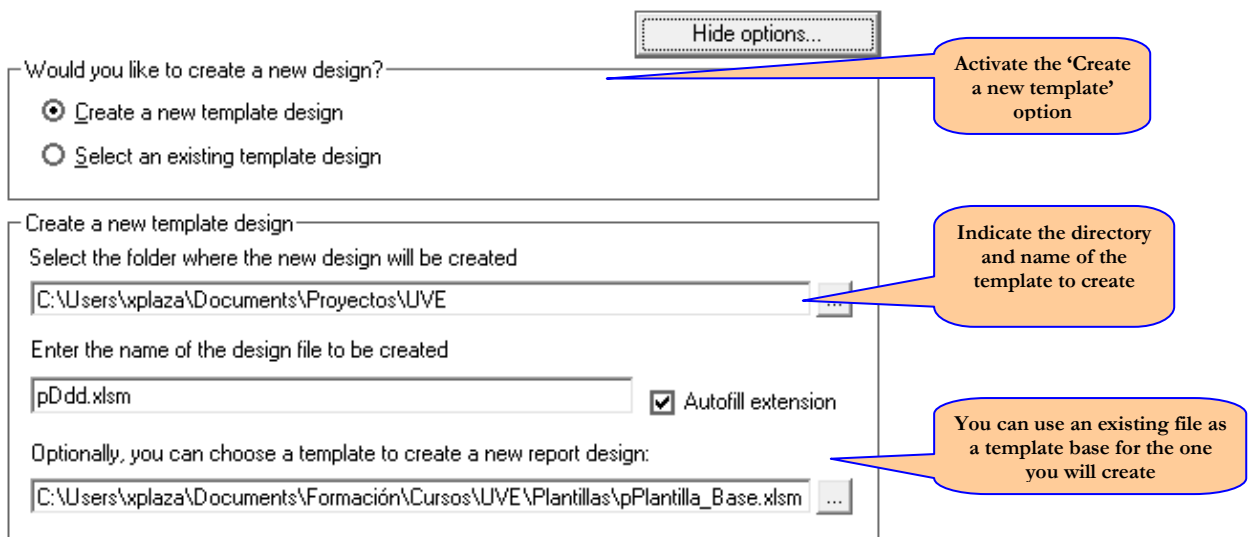 Hide options...
Would you like to create a new design?
Create a new template design
Select an existing template design
Activate the ‘Create
a new template’
option
Create a new template design
Select the folder where the new design will be created
C:\Users\xplaza\Documents\Proyectos\UVE
...
Indicate the directory
and name of the
template to create
Enter the name of the design file to be created
pDdd.xlsm
Autofill extension
Optionally, you can choose a template to create a new report design:
C:\Users\xplaza\Documents\Formación\Cursos\UVE\Plantillas\pPlantilla_Base.xlsm
...
You can use an existing file as
a template base for the one
you will create